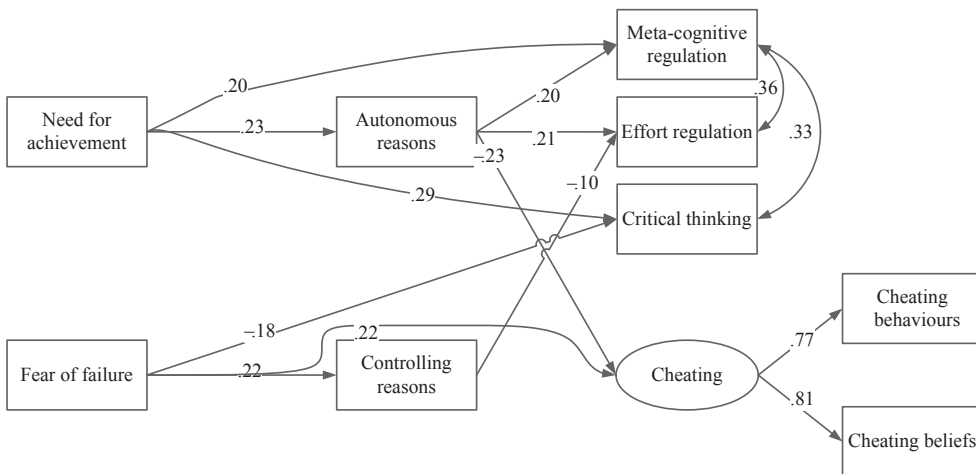 Meta-cognitive
regulation
.20
.36
Need for
achievement
.23
Autonomous
reasons
.20
.21
Effort regulation
.33
–.23
–.10
.29
Critical thinking
–.18
.22
Fear of failure
.22
Controlling
reasons
Cheating
Cheating
behaviours
.77
.81
Cheating beliefs